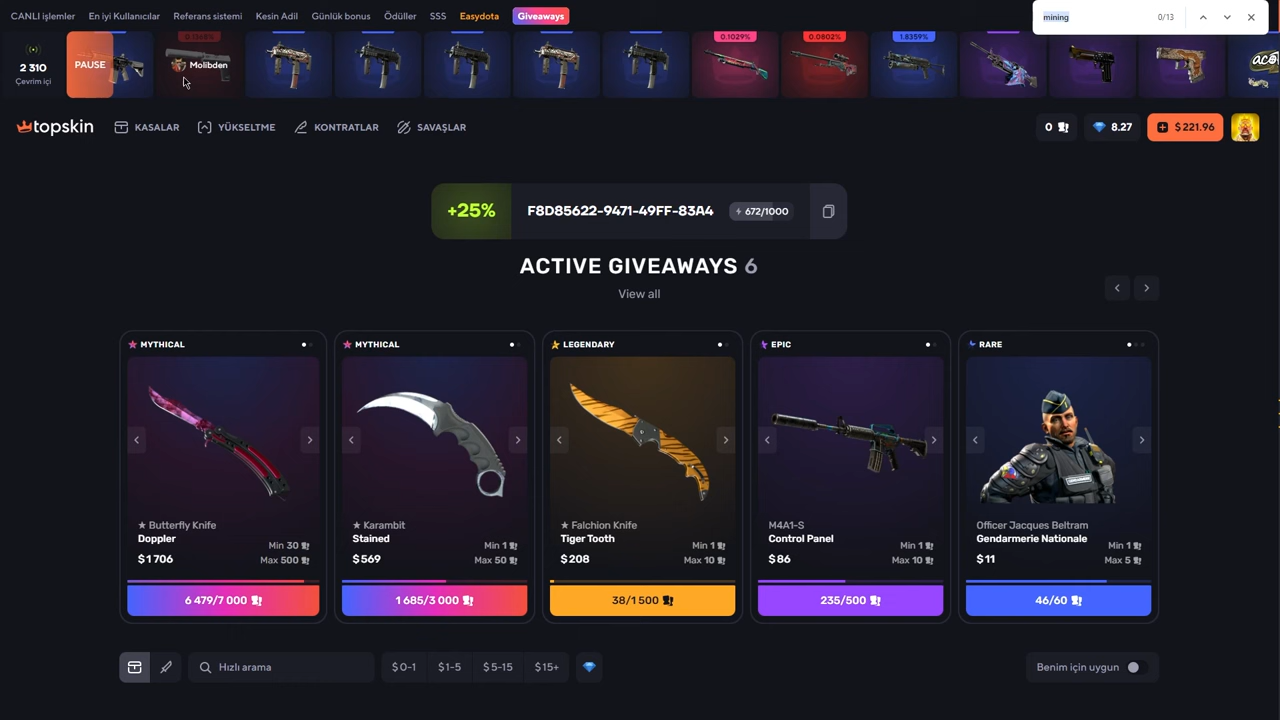 CANLI işlemler
En iyi Kullanıcılar
Referans sistemi
Kesin Adil
Günlük bonus
Ödüller
SSS
Easydota
Giveaways
mining
0/13
2 310
Çevrim içi
PAUSE
Molibden
0.1029%
0.0802%
1.8359%
topskin
KASALAR
YÜKSELTME
KONTRATLAR
SAVAŞLAR
0
8.27
$ 221.96
+25%
F8D85622-9471-49FF-83A4
672/1000
ACTIVE GIVEAWAYS 6
View all
MYTHICAL
★ Butterfly Knife
Doppler
Min 30
$ 1 706
Max 500
6 479/7 000
MYTHICAL
★ Karambit
Stained
Min 1
$ 569
Max 50
1 685/3 000
LEGENDARY
★ Falchion Knife
Tiger Tooth
Min 1
$ 208
Max 10
38/1 500
EPIC
M4A1-S
Control Panel
Min 1
$ 86
Max 10
235/500
RARE
Officer Jacques Beltram
Gendarmerie Nationale
Min 1
$ 11
Max 5
46/60
Hızlı arama
$ 0-1
$ 1-5
$ 5-15
$ 15+
Benim için uygun